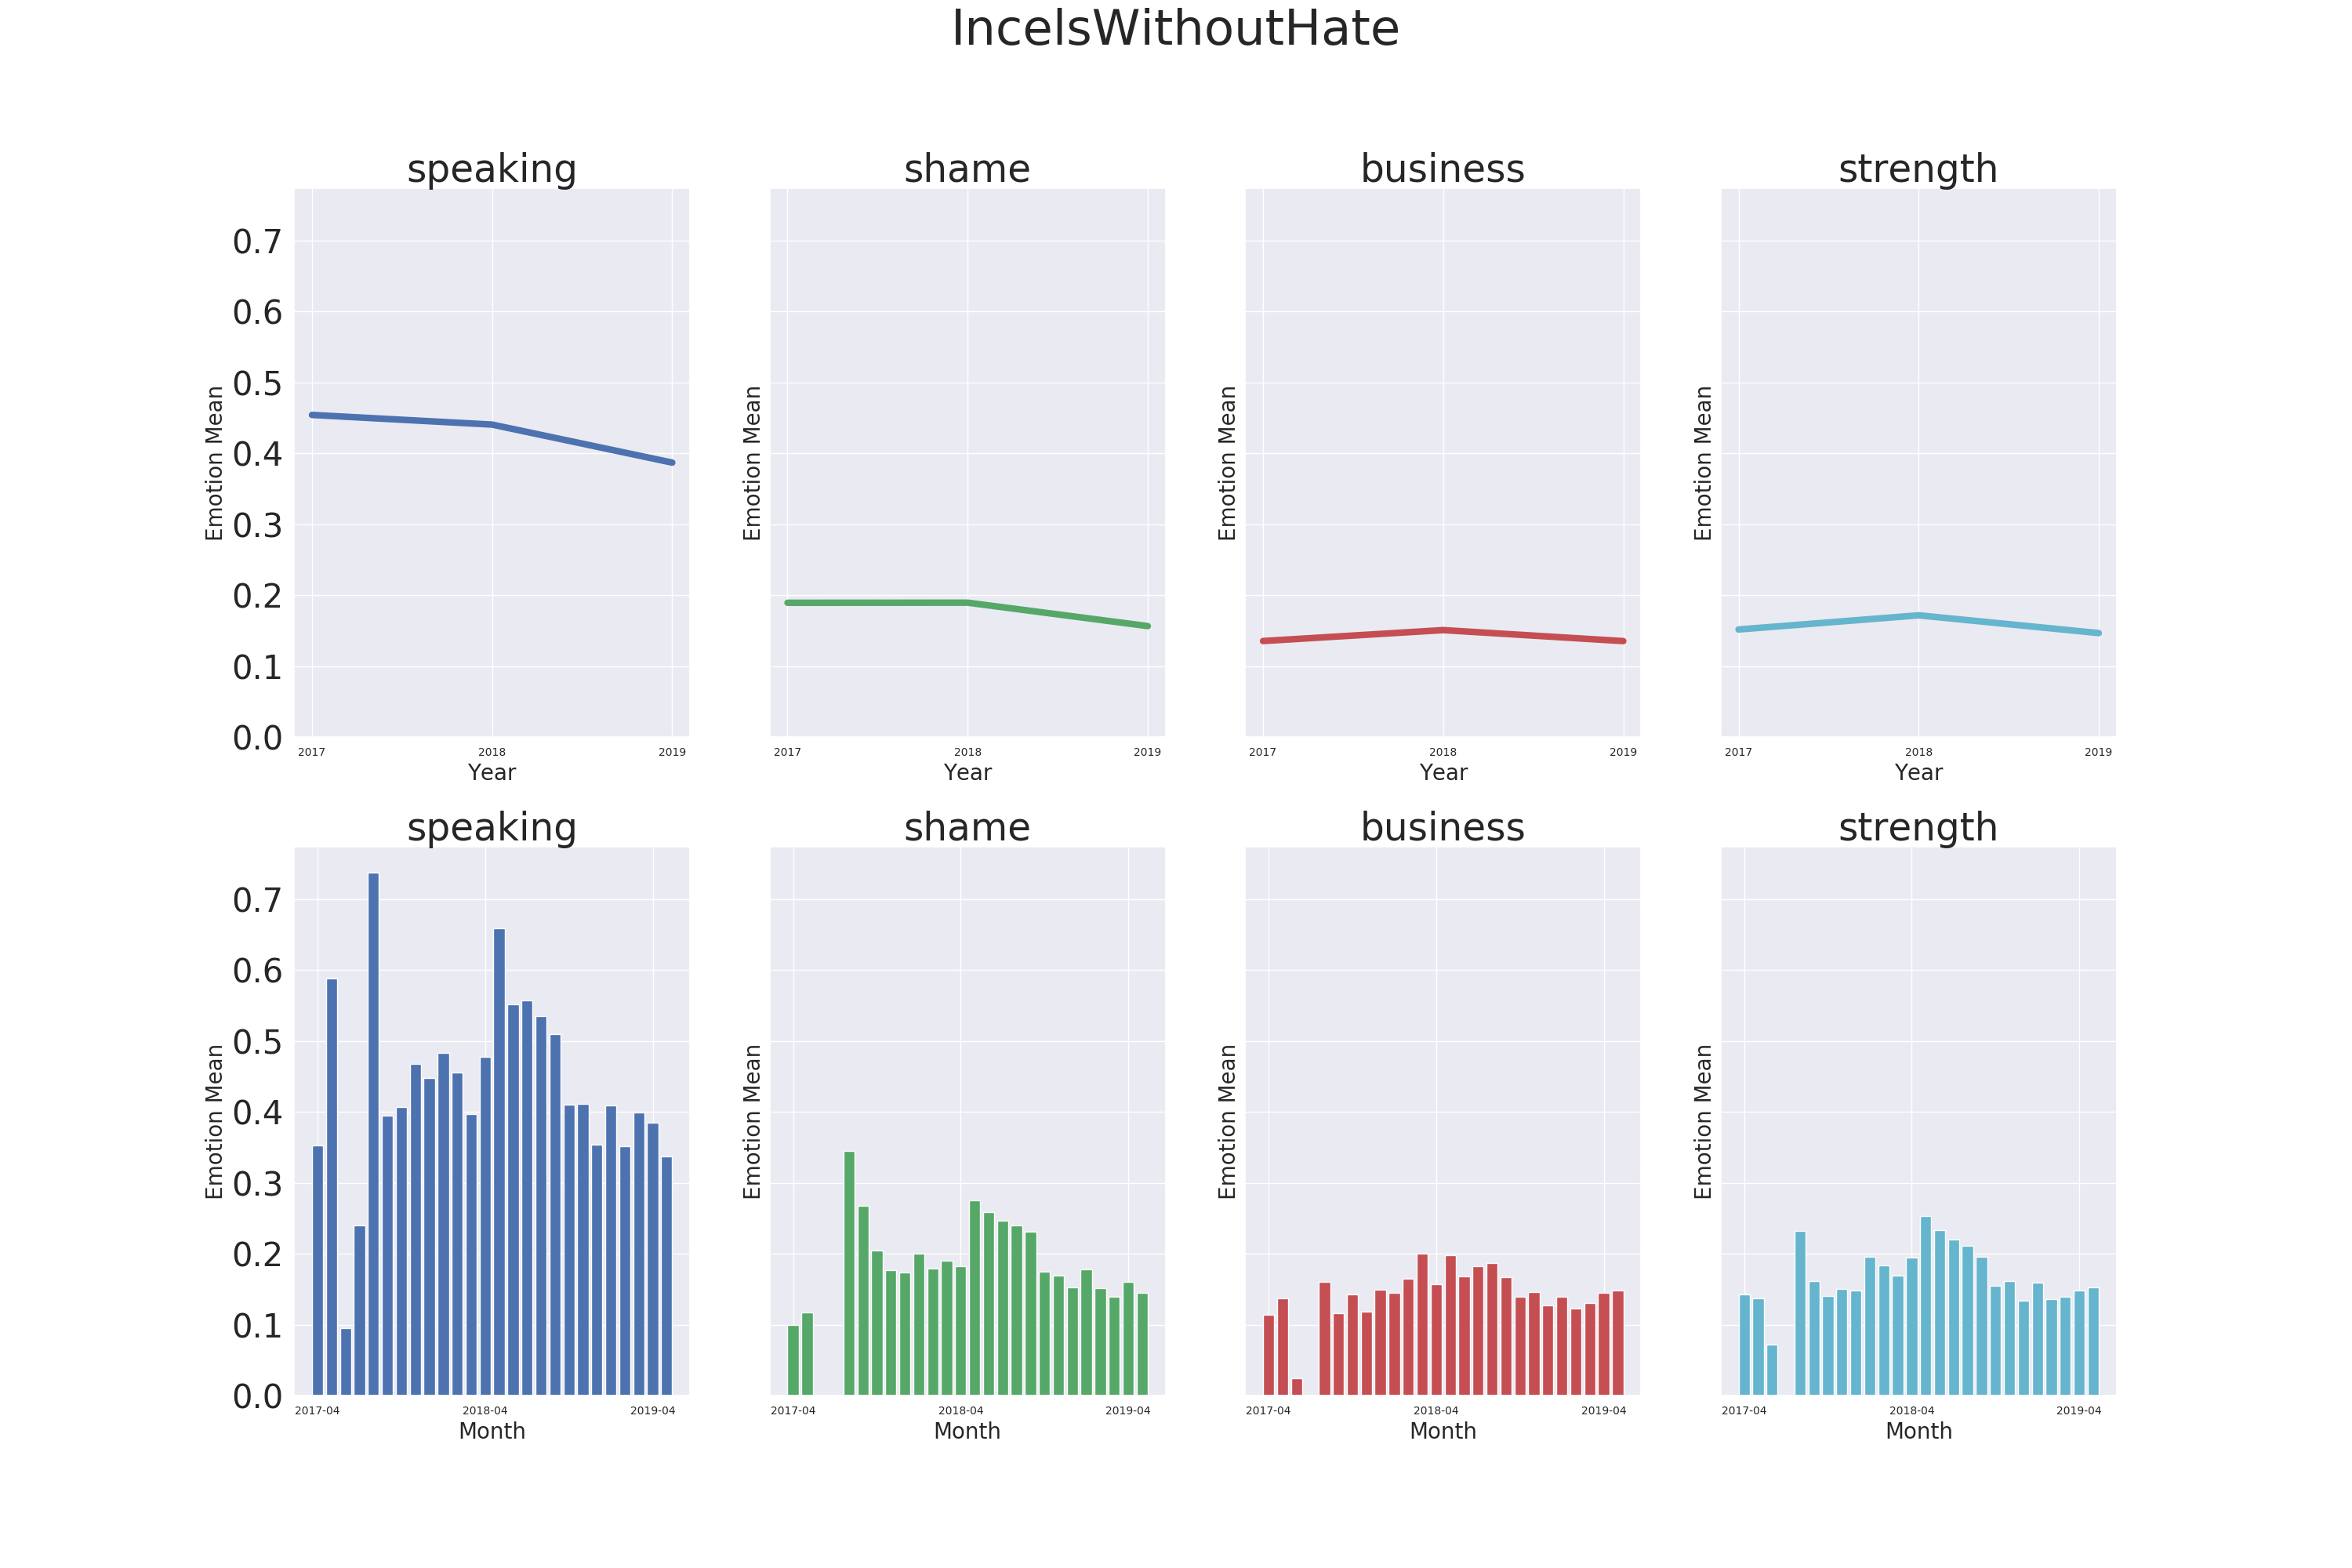 IncelsWithoutHate
speaking
shame
business
strength
0.7
0.6
0.5
0.4
0.3
0.2
0.1
0.0
Emotion Mean
Emotion Mean
Emotion Mean
Emotion Mean
2017 2018 2019
2017 2018 2019
2017 2018 2019
2017 2018 2019
Year
Year
Year
Year
speaking
shame
business
strength
0.7
0.6
0.5
0.4
0.3
0.2
0.1
0.0
Emotion Mean
Emotion Mean
Emotion Mean
Emotion Mean
2017-04 2018-04 2019-04
2017-04 2018-04 2019-04
2017-04 2018-04 2019-04
2017-04 2018-04 2019-04
Month
Month
Month
Month